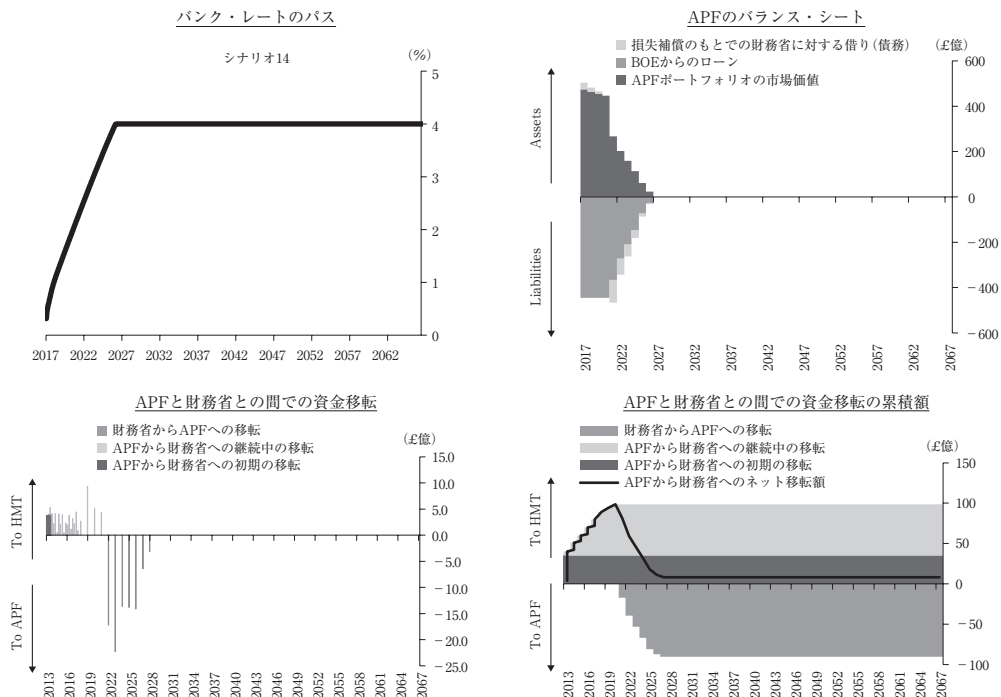 バンク・レートのパス
シナリオ14
(%)
5
4
3
2
1
0
2017 2022 2027 2032 2037 2042 2047 2052 2057 2062
APFのバランス・シート
損失補償のもとでの財務省に対する借り(債務)
BOEからのローン
APFポートフォリオの市場価値
(£億)
Assets
Liabilities
600
400
200
0
−200
−400
−600
2017 2022 2027 2032 2037 2042 2047 2052 2057 2062 2067
APFと財務省との間での資金移転
財務省からAPFへの移転
APFから財務省への継続中の移転
APFから財務省への初期の移転
(£億)
To HMT
To APF
15.0
10.0
5.0
0.0
−5.0
−10.0
−15.0
−20.0
−25.0
2013 2016 2019 2022 2025 2028 2031 2034 2037 2040 2043 2046 2049 2052 2055 2058 2061 2064 2067
APFと財務省との間での資金移転の累積額
財務省からAPFへの移転
APFから財務省への継続中の移転
APFから財務省への初期の移転
APFから財務省へのネット移転額
(£億)
To HMT
To APF
150
100
50
0
−50
−100
2013 2016 2019 2022 2025 2028 2031 2034 2037 2040 2043 2046 2049 2052 2055 2058 2061 2064 2067